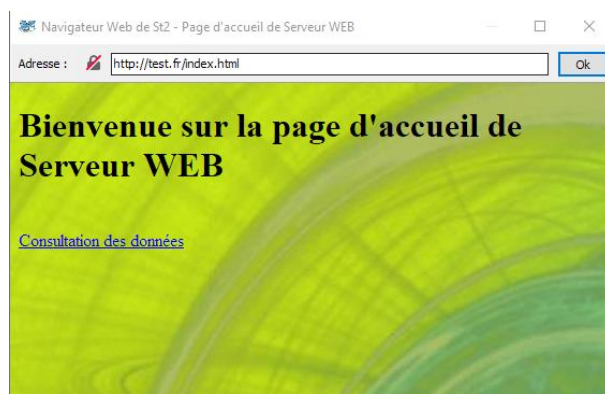 Navigateur Web de St2 - Page d'accueil de Serveur WEB
Adresse : http://test.fr/index.html Ok
Bienvenue sur la page d'accueil de
Serveur WEB
Consultation des données